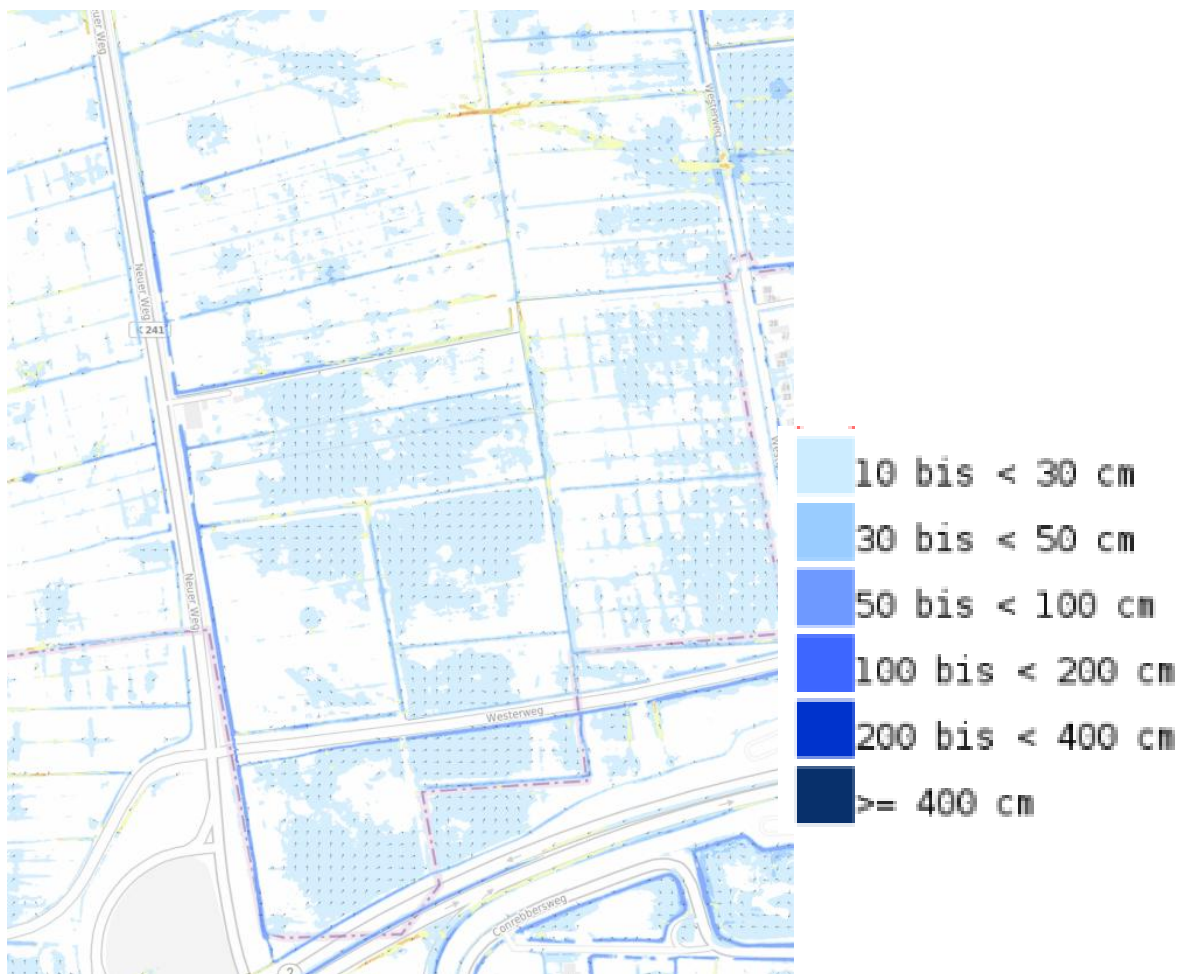 Neuer Weg
Westerweg
Neuer Weg
K 241
10 bis < 30 cm
30 bis < 50 cm
Neuer Weg
50 bis < 100 cm
100 bis < 200 cm
Westerweg
200 bis < 400 cm
>= 400 cm
Conrebbersweg
2